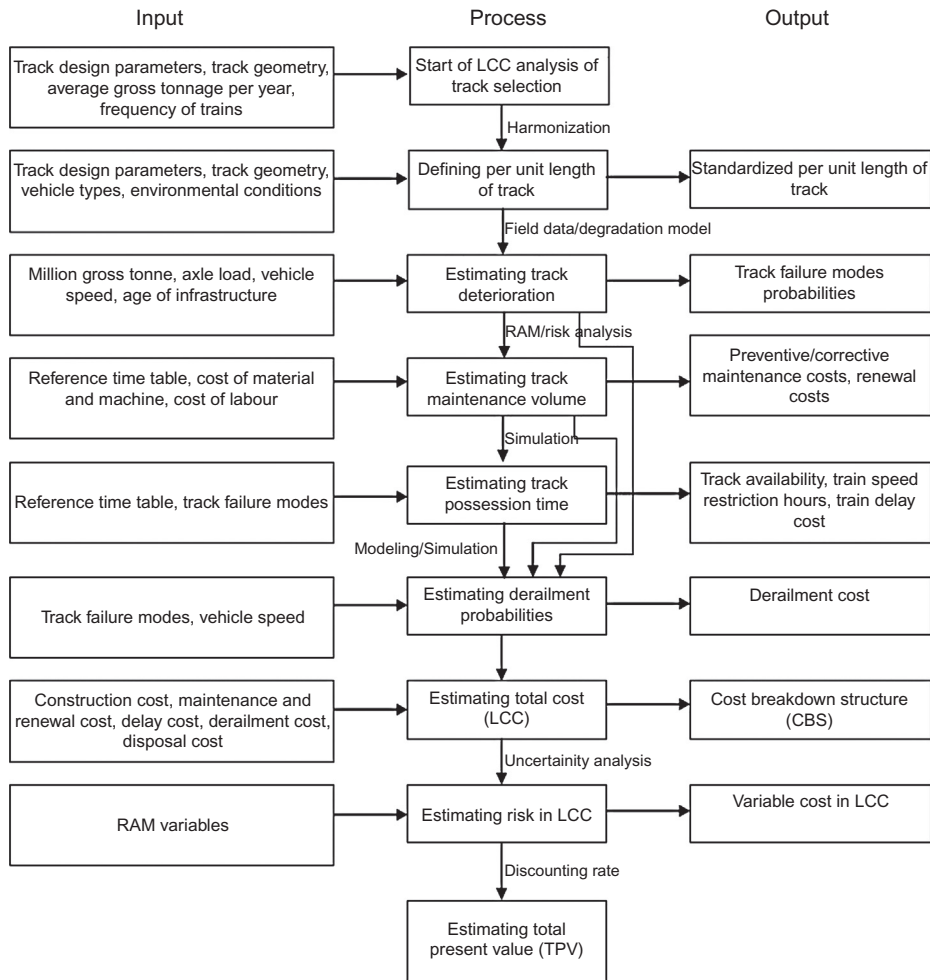 Input
Process
Output
Track design parameters, track geometry,
average gross tonnage per year,
frequency of trains
Start of LCC analysis of
track selection
Harmonization
Track design parameters, track geometry,
vehicle types, environmental conditions
Defining per unit length
of track
Standardized per unit length of
track
Field data/degradation model
Million gross tonne, axle load, vehicle
speed, age of infrastructure
Estimating track
deterioration
Track failure modes
probabilities
RAM/risk analysis
Reference time table, cost of material
and machine, cost of labour
Estimating track
maintenance volume
Preventive/corrective
maintenance costs, renewal
costs
Simulation
Reference time table, track failure modes
Estimating track
possession time
Track availability, train speed
restriction hours, train delay
cost
Modeling/Simulation
Track failure modes, vehicle speed
Estimating derailment
probabilities
Derailment cost
Construction cost, maintenance and
renewal cost, delay cost, derailment cost,
disposal cost
Estimating total cost
(LCC)
Cost breakdown structure
(CBS)
Uncertainity analysis
RAM variables
Estimating risk in LCC
Variable cost in LCC
Discounting rate
Estimating total
present value (TPV)